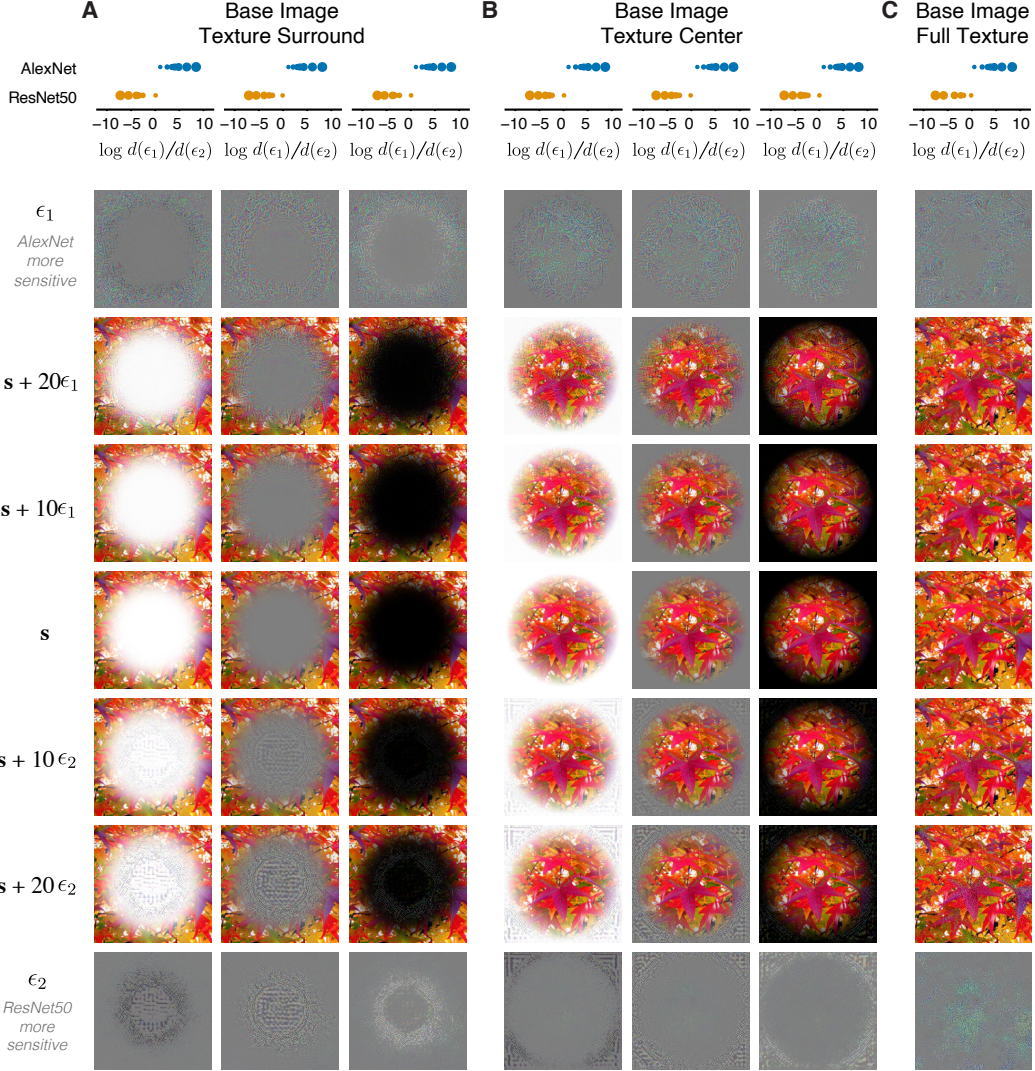 A
Base Image
Texture Surround
B
Base Image
Texture Center
C
Base Image
Full Texture
AlexNet
ResNet50
−10 −5 0 5 10
−10 −5 0 5 10
−10 −5 0 5 10
−10 −5 0 5 10
−10 −5 0 5 10
−10 −5 0 5 10
−10 −5 0 5 10
log d(ϵ₁)/d(ϵ₂)
log d(ϵ₁)/d(ϵ₂)
log d(ϵ₁)/d(ϵ₂)
log d(ϵ₁)/d(ϵ₂)
log d(ϵ₁)/d(ϵ₂)
log d(ϵ₁)/d(ϵ₂)
log d(ϵ₁)/d(ϵ₂)
ϵ₁
AlexNet
more
sensitive
s + 20ϵ₁
s + 10ϵ₁
s
s + 10 ϵ₂
s + 20 ϵ₂
ϵ₂
ResNet50
more
sensitive